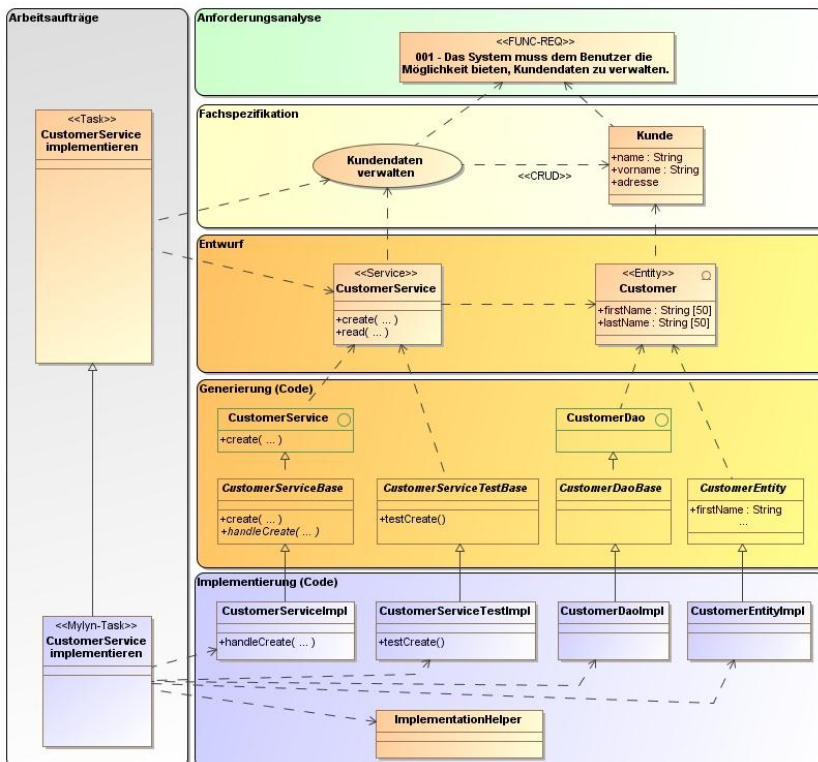 Arbeitsaufträge
<<Task>>
CustomerService
implementieren
<<Mylyn-Task>>
CustomerService
implementieren
Anforderungsanalyse
<<FUNC-REQ>>
001 - Das System muss dem Benutzer die
Möglichkeit bieten, Kundendaten zu verwalten.
Fachspezifikation
Kundendaten
verwalten
<<CRUD>>
Kunde
+name : String
+vorname : String
+adresse
Entwurf
<<Service>>
CustomerService
+create( ... )
+read( ... )
<<Entity>>
Customer
+firstName : String [50]
+lastName : String [50]
Generierung (Code)
CustomerService
+create( ... )
CustomerDao
CustomerServiceBase
+create( ... )
+handleCreate( ... )
CustomerServiceTestBase
+testCreate()
CustomerDaoBase
CustomerEntity
+firstName : String
...
Implementierung (Code)
CustomerServiceImpl
+handleCreate( ... )
CustomerServiceTestImpl
+testCreate()
CustomerDaoImpl
CustomerEntityImpl
ImplementationHelper